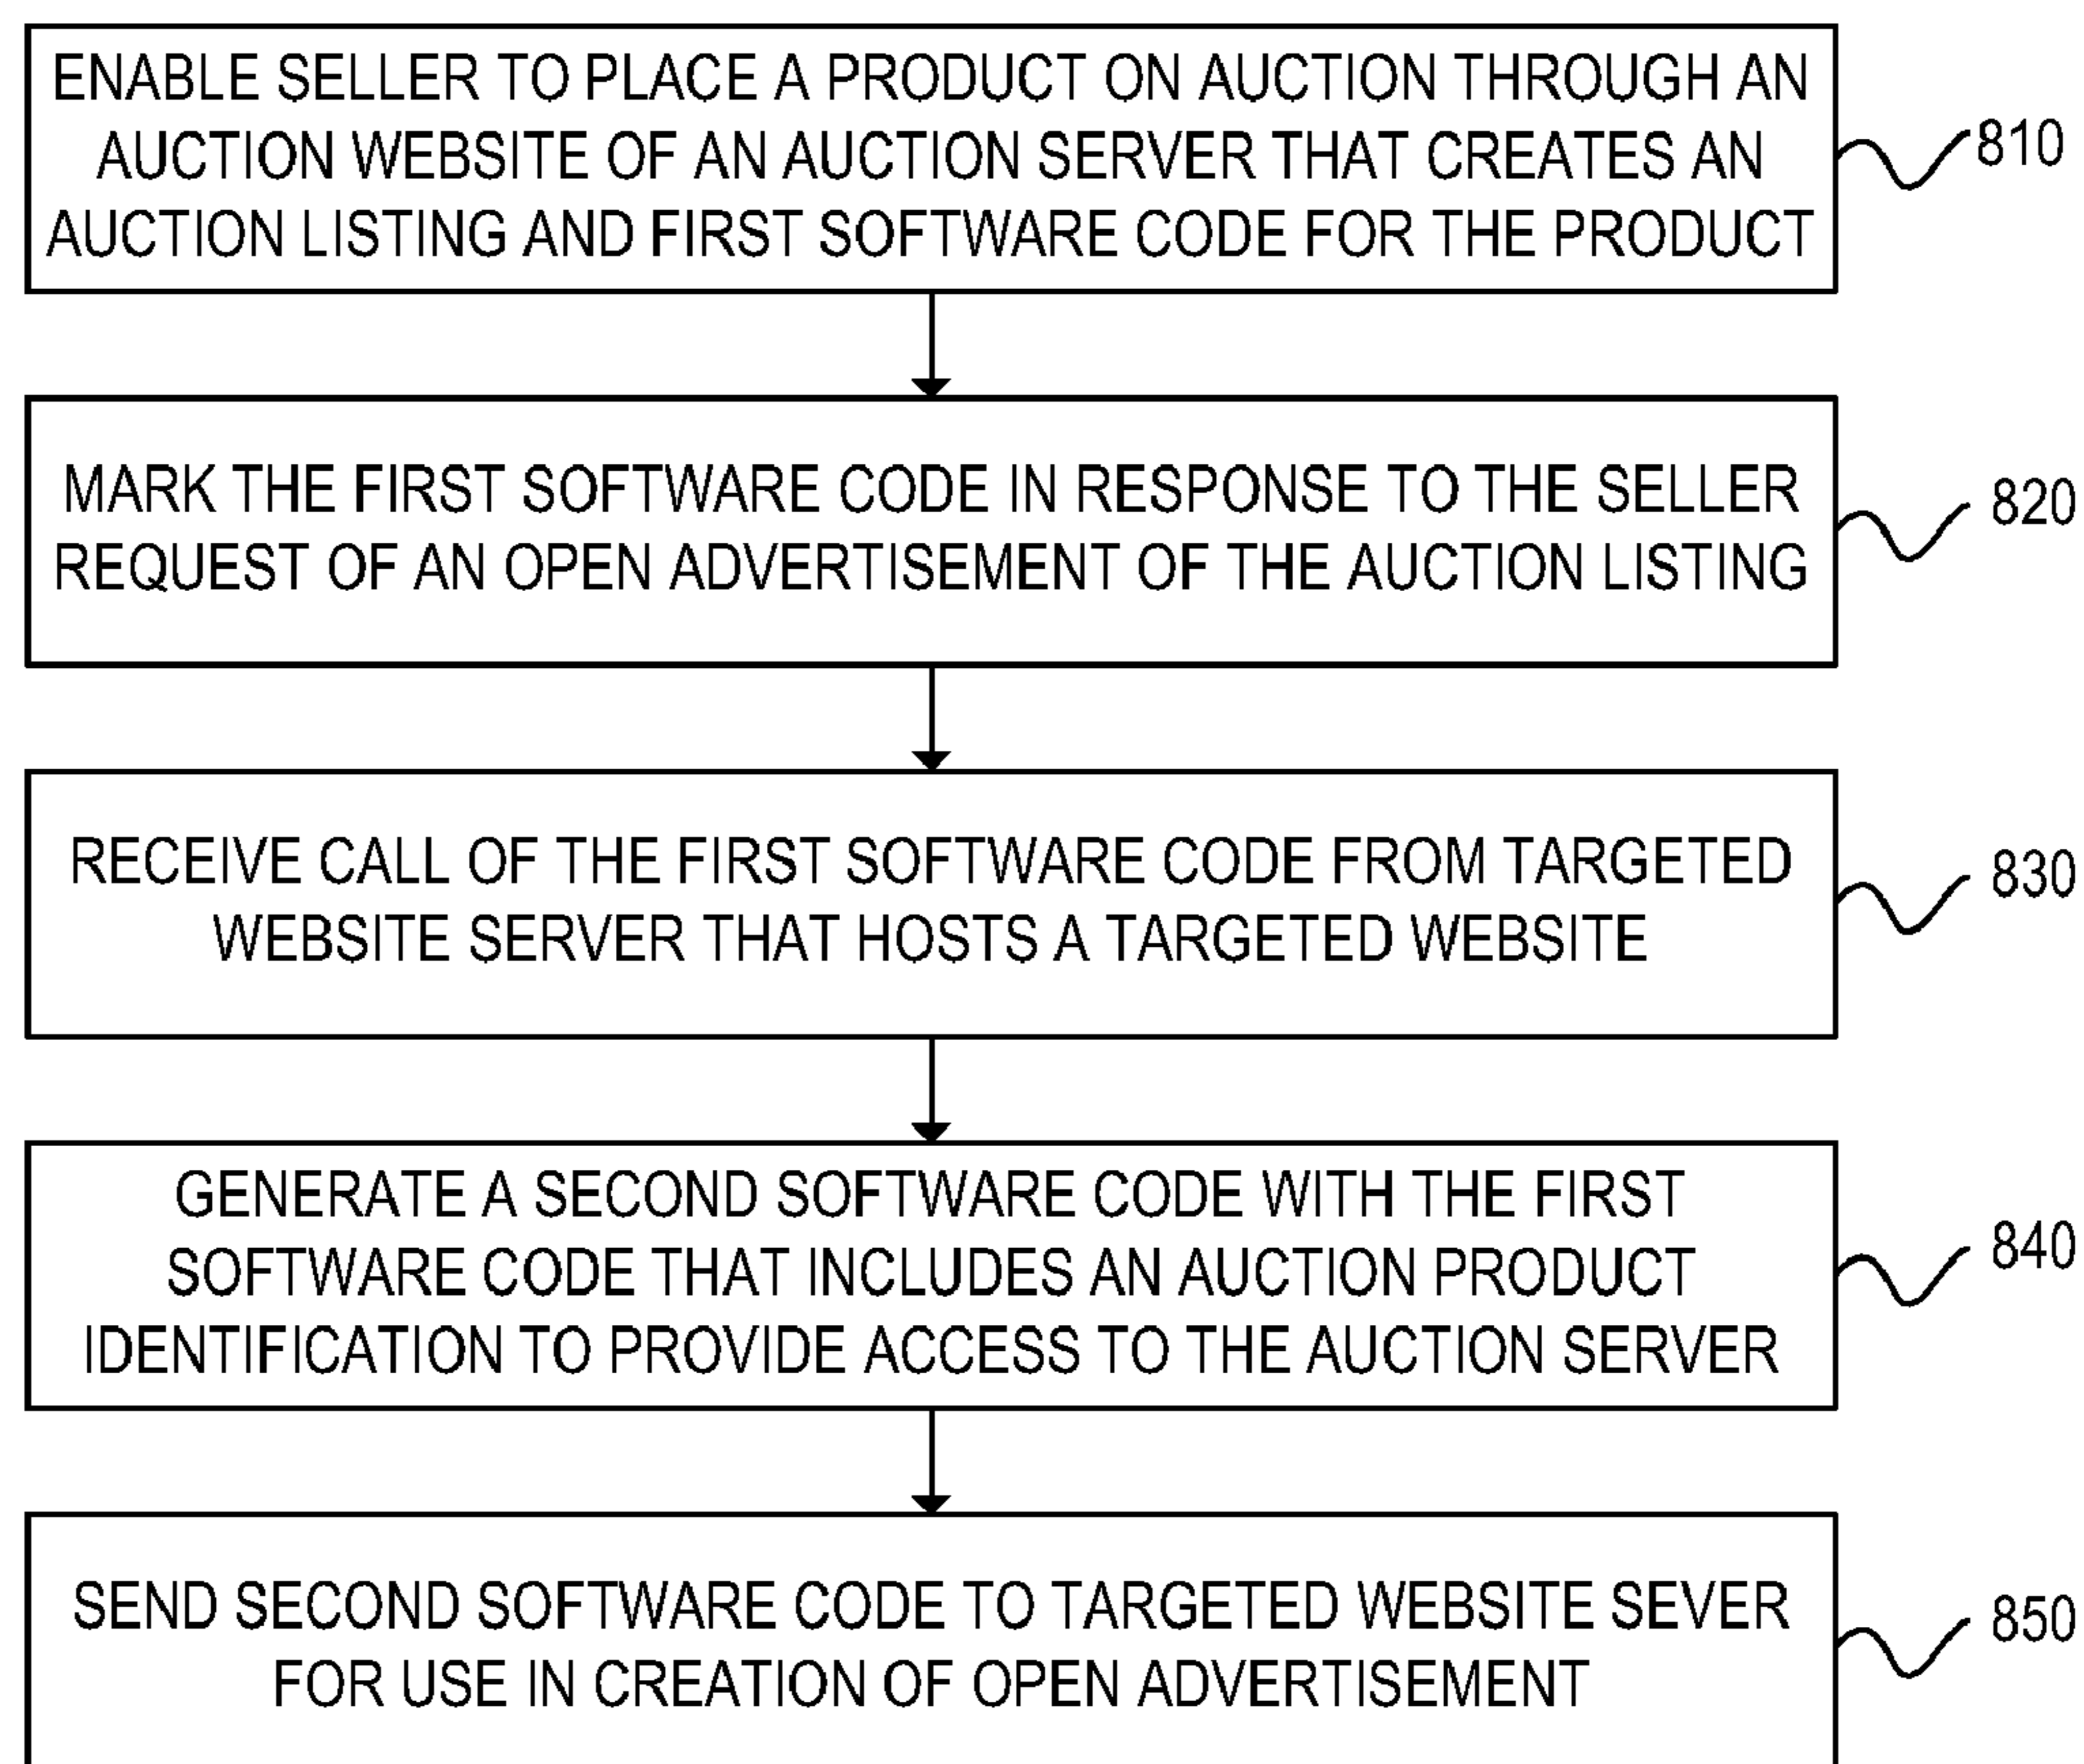 ENABLE SELLER TO PLACE A PRODUCT ON AUCTION THROUGH AN
AUCTION WEBSITE OF AN AUCTION SERVER THAT CREATES AN
AUCTION LISTING AND FIRST SOFTWARE CODE FOR THE PRODUCT
810
MARK THE FIRST SOFTWARE CODE IN RESPONSE TO THE SELLER
REQUEST OF AN OPEN ADVERTISEMENT OF THE AUCTION LISTING
820
RECEIVE CALL OF THE FIRST SOFTWARE CODE FROM TARGETED
WEBSITE SERVER THAT HOSTS A TARGETED WEBSITE
830
GENERATE A SECOND SOFTWARE CODE WITH THE FIRST
SOFTWARE CODE THAT INCLUDES AN AUCTION PRODUCT
IDENTIFICATION TO PROVIDE ACCESS TO THE AUCTION SERVER
840
SEND SECOND SOFTWARE CODE TO TARGETED WEBSITE SEVER
FOR USE IN CREATION OF OPEN ADVERTISEMENT
850